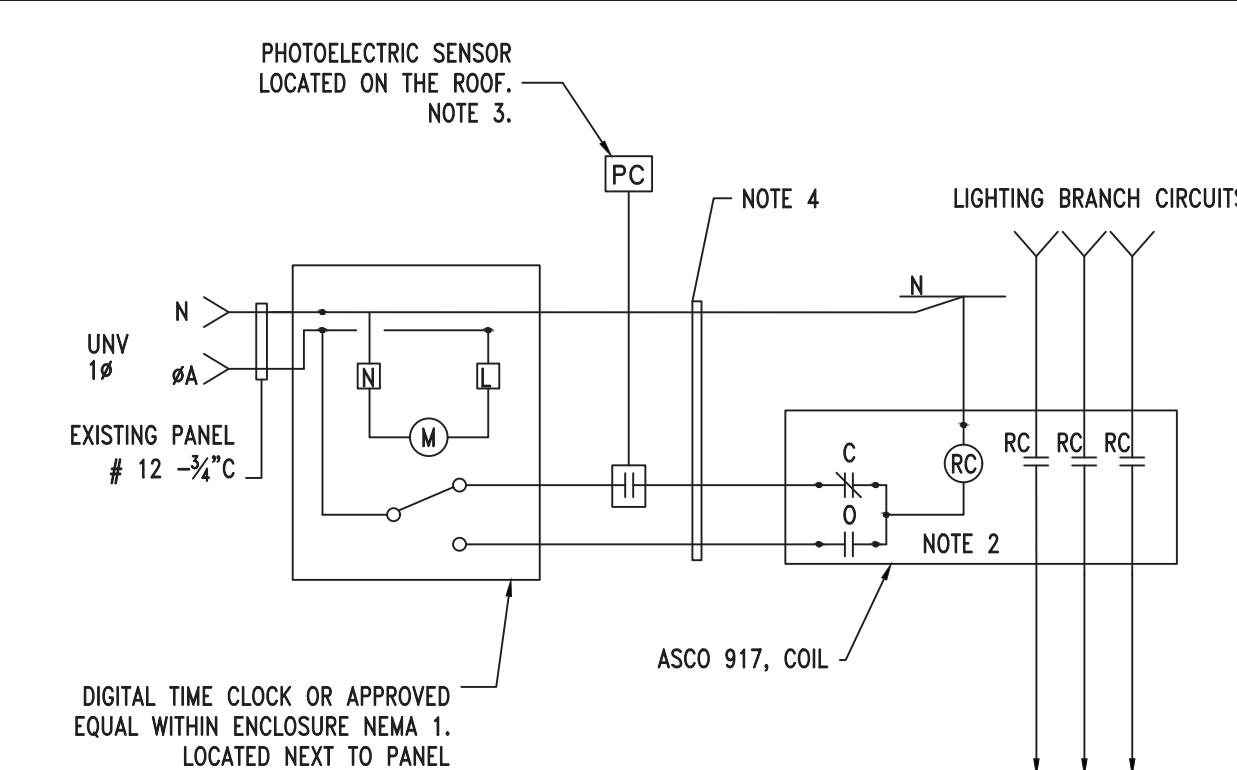 PHOTOELECTRIC SENSOR
LOCATED ON THE ROOF.
NOTE 3.
PC
NOTE 4
LIGHTING BRANCH CIRCUITS
N
N
UNV
1ø
øA
N
L
M
EXISTING PANEL
# 12 -¾"C
C
RC
RC
RC
RC
O
NOTE 2
ASCO 917, COIL
DIGITAL TIME CLOCK OR APPROVED
EQUAL WITHIN ENCLOSURE NEMA 1.
LOCATED NEXT TO PANEL